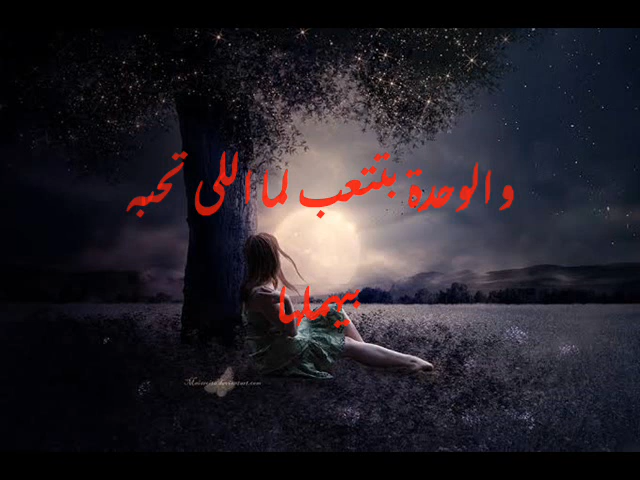 والوحدة بتتعب لما اللى تحبه
بيهملها